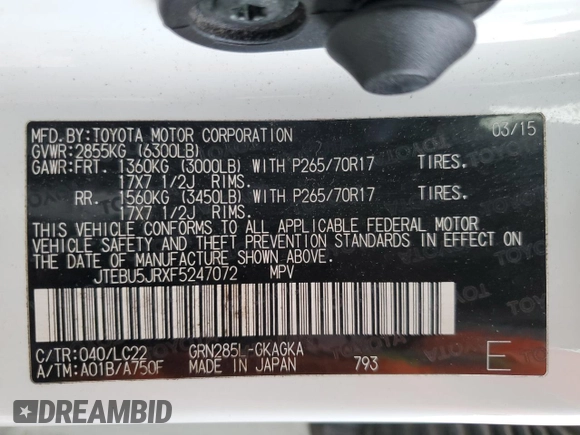 MFD.BY:TOYOTA MOTOR CORPORATION 03/15
GVWR:2855KG (6300LB)
GAWR:FRT. 1360KG (3000LB) WITH P265/70R17 TIRES.
17X7 1/2J RIMS.
RR. 1560KG (3450LB) WITH P265/70R17 TIRES.
17X7 1/2J RIMS.
THIS VEHICLE CONFORMS TO ALL APPLICABLE FEDERAL MOTOR
VEHICLE SAFETY AND THEFT PREVENTION STANDARDS IN EFFECT ON
THE DATE OF MANUFACTURE SHOWN ABOVE.
JTEBU5JRXF5247072 MPV
C/TR:040/LC22 GRN285L-GKAGKA
A/TM:A01B/A750F MADE IN JAPAN 793 E
DREAMBID